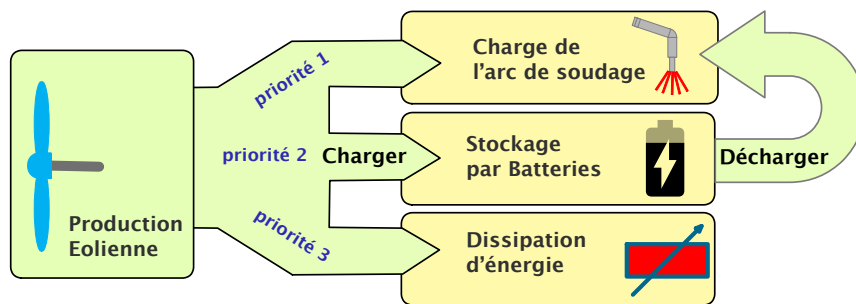 Production
Eolienne
priorité 1
priorité 2
priorité 3
Charger
Charge de
l'arc de soudage
Stockage
par Batteries
Décharger
Dissipation
d'énergie